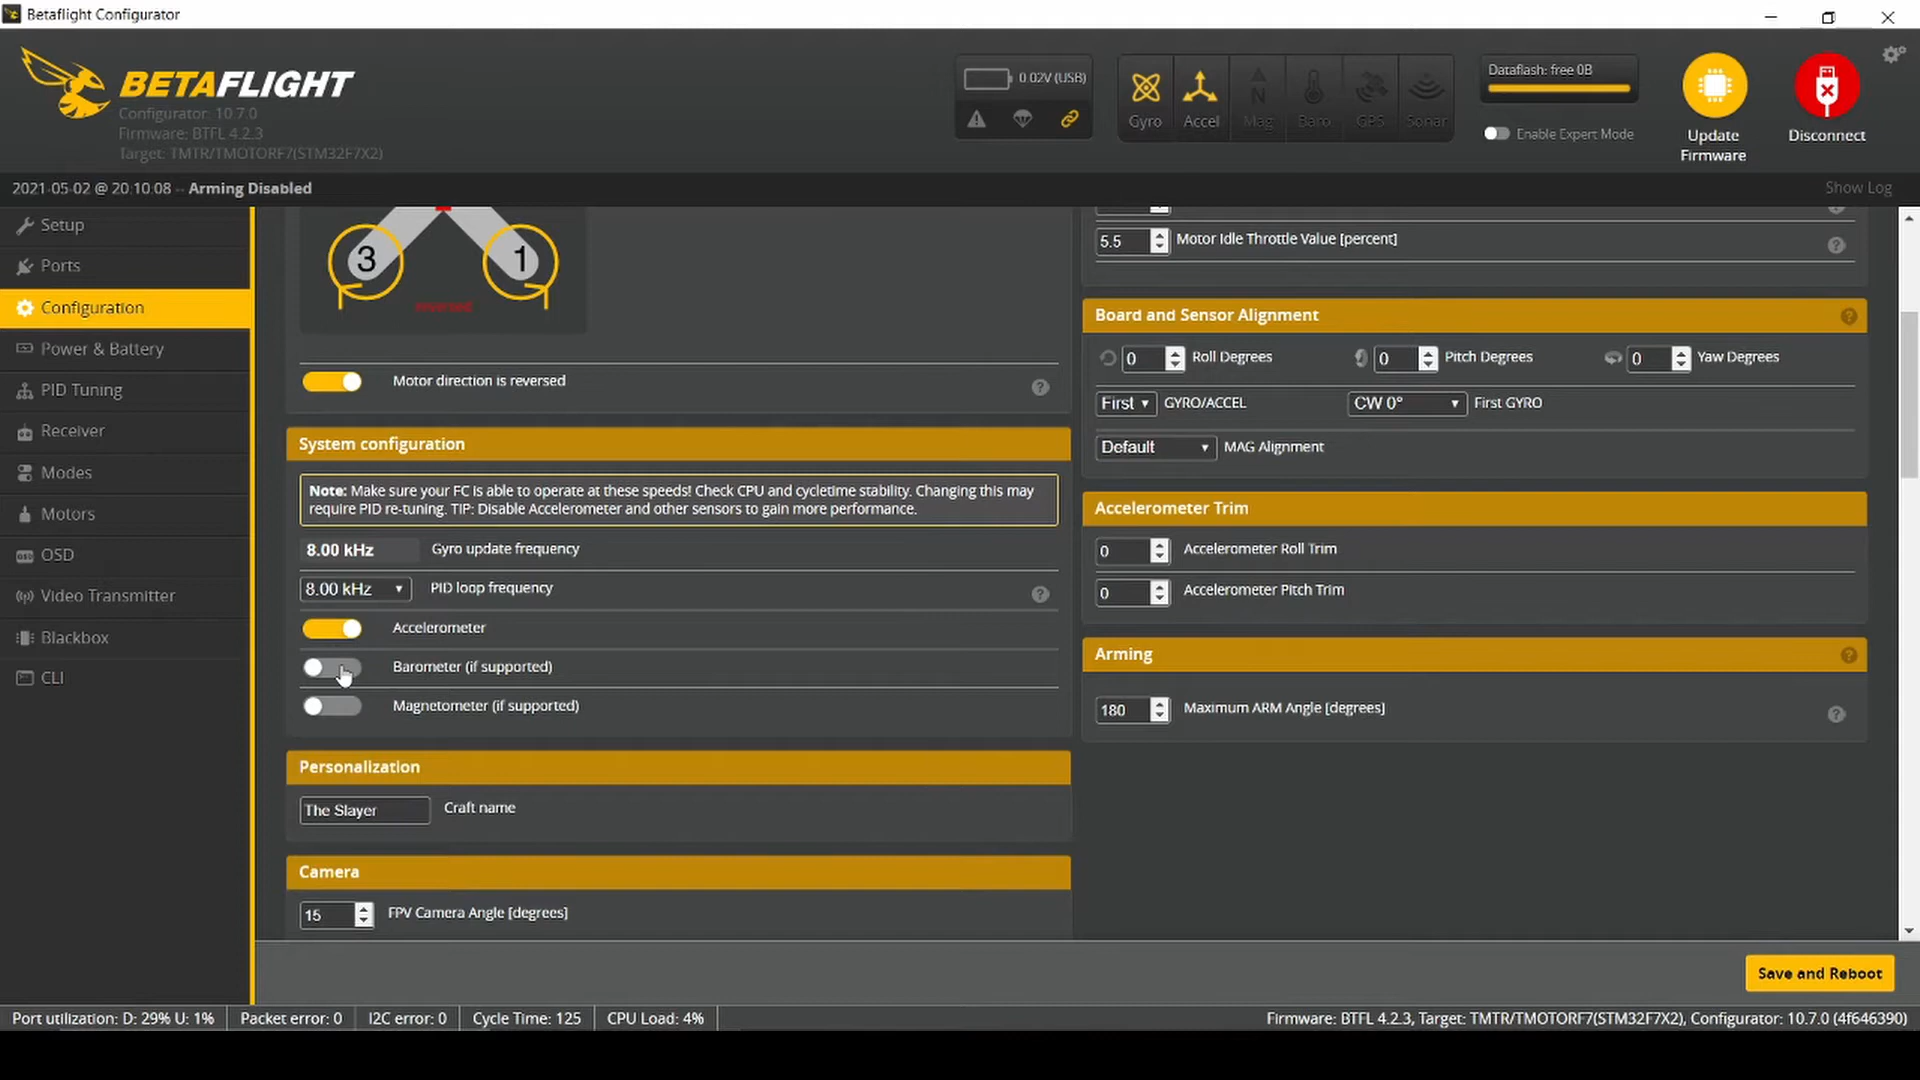 Betaflight Configurator
BETAFLIGHT
Configurator: 10.7.0
Firmware: BTFL 4.2.3
Target: TMTR/TMOTORF7(STM32F7X2)
0.02V (USB)
Gyro
Accel
Mag
Baro
GPS
Sonar
Dataflash: free 0B
Enable Expert Mode
Update
Firmware
Disconnect
2021-05-02 @ 20:10:08 -- Arming Disabled
Show Log
Setup
Ports
Configuration
Power & Battery
PID Tuning
Receiver
Modes
Motors
OSD
Video Transmitter
Blackbox
CLI
3
1
reversed
Motor direction is reversed
System configuration
Note: Make sure your FC is able to operate at these speeds! Check CPU and cycletime stability. Changing this may
require PID re-tuning. TIP: Disable Accelerometer and other sensors to gain more performance.
8.00 kHz Gyro update frequency
8.00 kHz PID loop frequency
Accelerometer
Barometer (if supported)
Magnetometer (if supported)
Personalization
The Slayer Craft name
Camera
15 FPV Camera Angle [degrees]
5.5 Motor Idle Throttle Value [percent]
Board and Sensor Alignment
0 Roll Degrees 0 Pitch Degrees 0 Yaw Degrees
First GYRO/ACCEL CW 0° First GYRO
Default MAG Alignment
Accelerometer Trim
0 Accelerometer Roll Trim
0 Accelerometer Pitch Trim
Arming
180 Maximum ARM Angle [degrees]
Save and Reboot
Port utilization: D: 29% U: 1% Packet error: 0 I2C error: 0 Cycle Time: 125 CPU Load: 4% Firmware: BTFL 4.2.3, Target: TMTR/TMOTORF7(STM32F7X2), Configurator: 10.7.0 (4f646390)